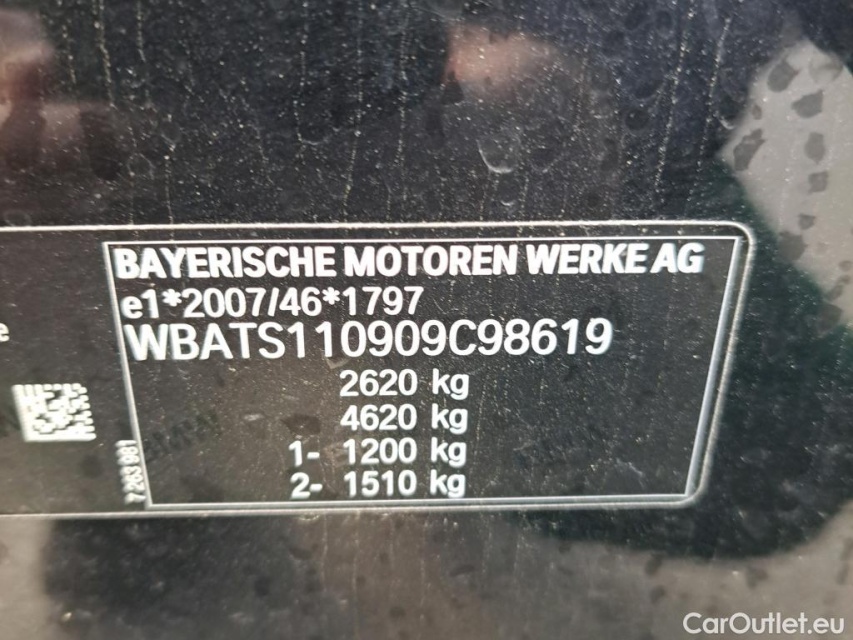 BAYERISCHE MOTOREN WERKE AG
e1*2007/46*1797
WBATS110909C98619
2620 kg
4620 kg
1- 1200 kg
2- 1510 kg
7263981
e
CarOutlet.eu